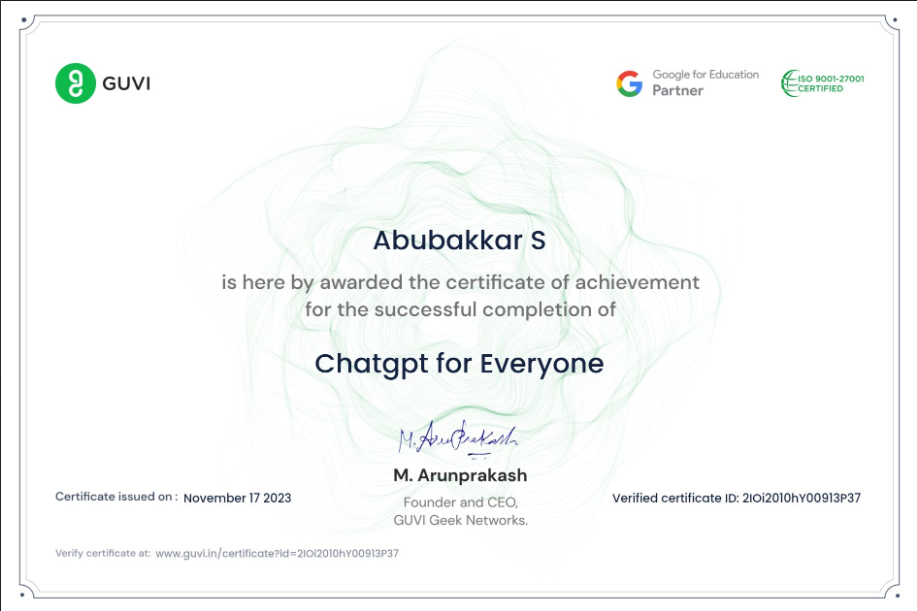 GUVI
Google for Education
Partner
ISO 9001-27001
CERTIFIED
Abubakkar S
is here by awarded the certificate of achievement
for the successful completion of
Chatgpt for Everyone
M. Arunprakash
M. Arunprakash
Founder and CEO,
GUVI Geek Networks.
Certificate issued on : November 17 2023
Verified certificate ID: 2IOi2010hY00913P37
Verify certificate at: www.guvi.in/certificate?id=2IOi2010hY00913P37